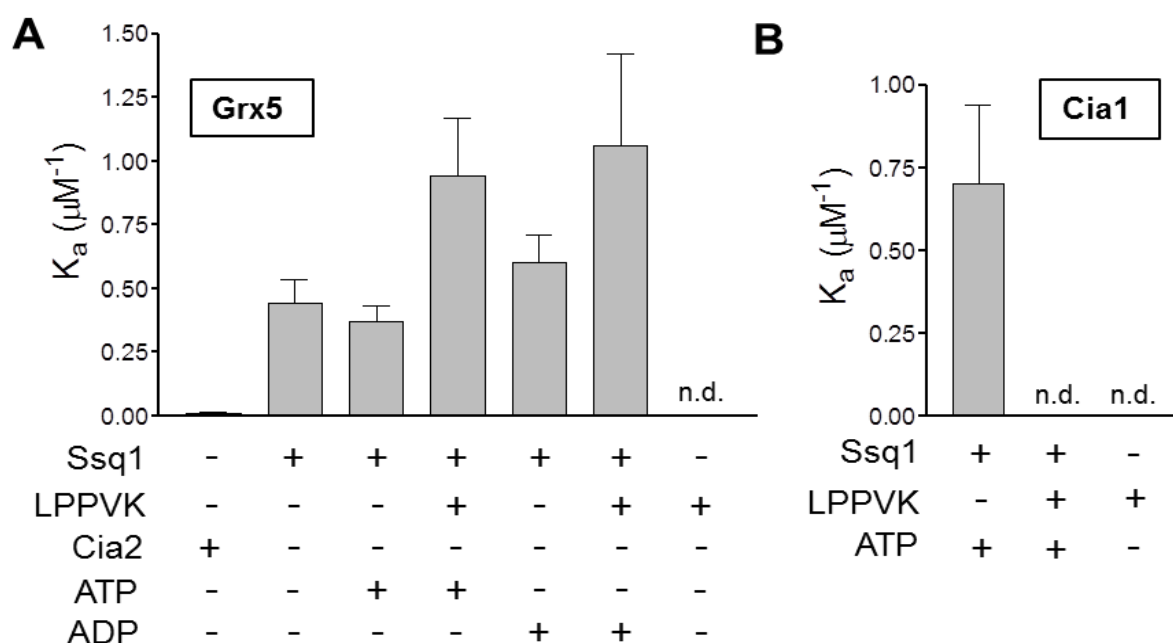 A
Grx5
Kₐ (μM⁻¹)
1.50
1.25
1.00
0.75
0.50
0.25
0.00
n.d.
Ssq1 - + + + + + -
LPPVK - - - + - + +
Cia2 + - - - - - -
ATP - - + + - - -
ADP - - - - + + -
B
Cia1
Kₐ (μM⁻¹)
1.00
0.75
0.50
0.25
0.00
n.d. n.d.
Ssq1 + + -
LPPVK - + +
ATP + + -